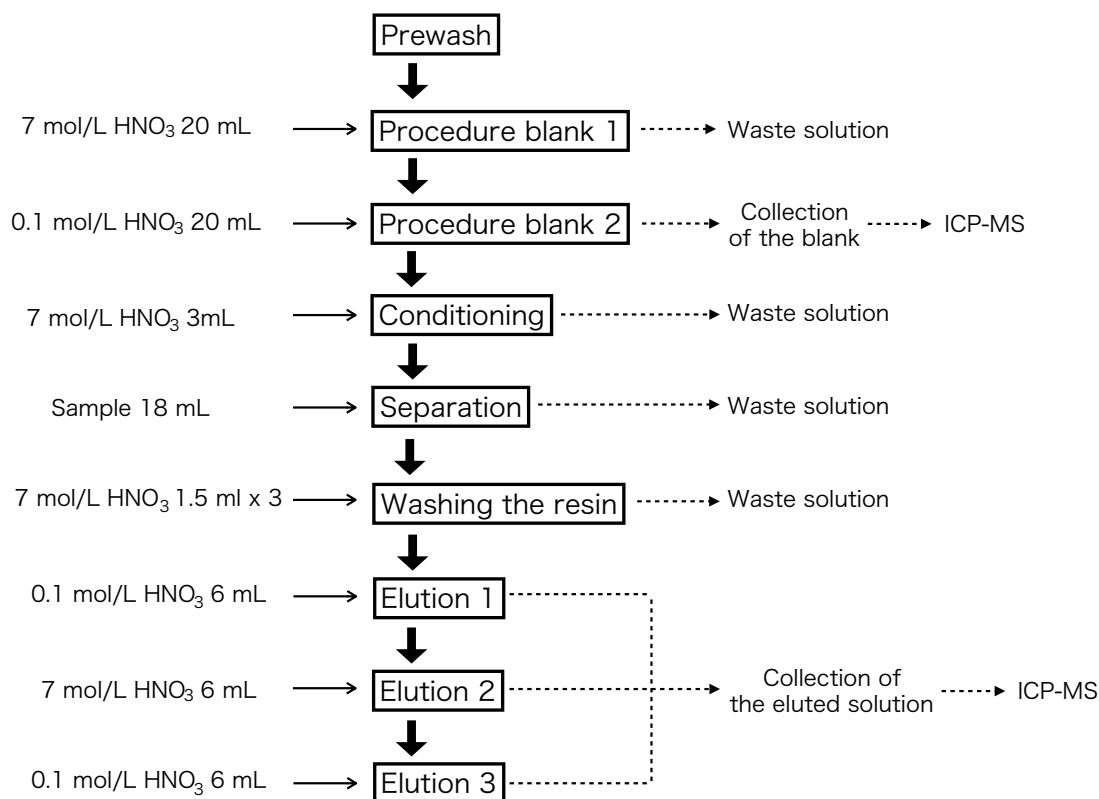 Prewash
7 mol/L HNO₃ 20 mL
Procedure blank 1
Waste solution
0.1 mol/L HNO₃ 20 mL
Procedure blank 2
Collection
of the blank
ICP-MS
7 mol/L HNO₃ 3mL
Conditioning
Waste solution
Sample 18 mL
Separation
Waste solution
7 mol/L HNO₃ 1.5 ml x 3
Washing the resin
Waste solution
0.1 mol/L HNO₃ 6 mL
Elution 1
7 mol/L HNO₃ 6 mL
Elution 2
Collection of
the eluted solution
ICP-MS
0.1 mol/L HNO₃ 6 mL
Elution 3